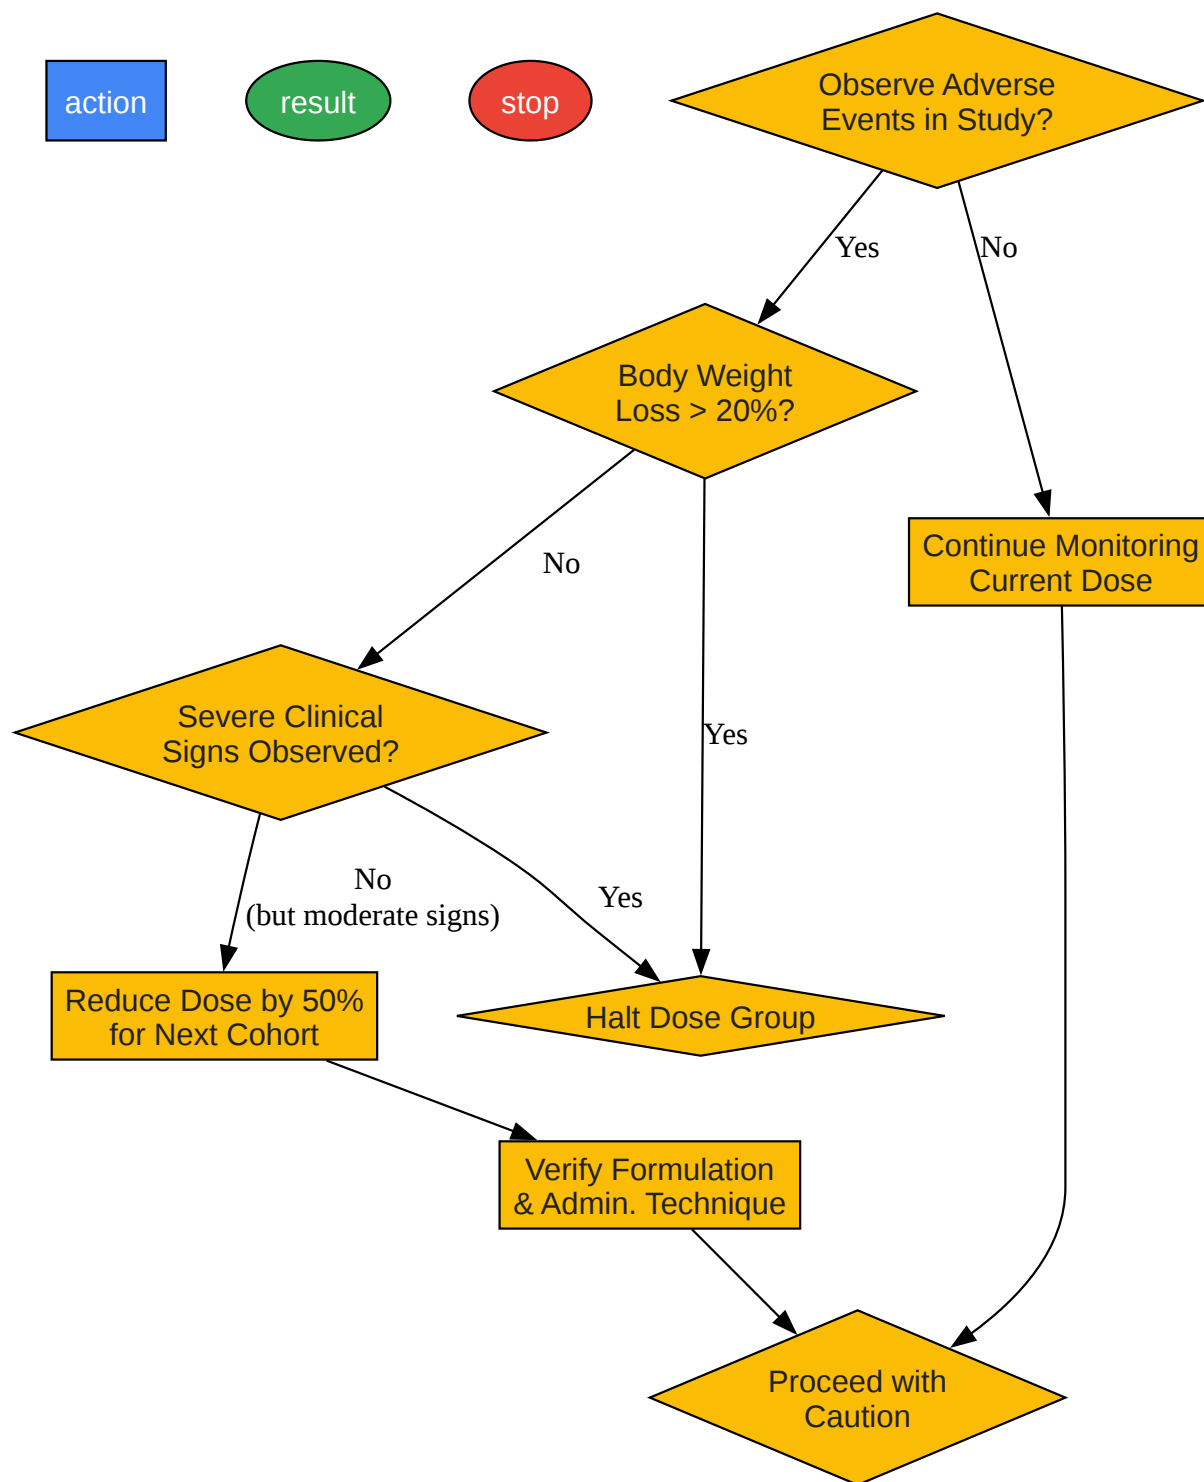 action
result
stop
Observe Adverse
Events in Study?
Yes
No
Body Weight
Loss > 20%?
No
Continue Monitoring
Current Dose
Severe Clinical
Signs Observed?
Yes
No
(but moderate signs)
Yes
Reduce Dose by 50%
for Next Cohort
Halt Dose Group
Verify Formulation
& Admin. Technique
Proceed with
Caution